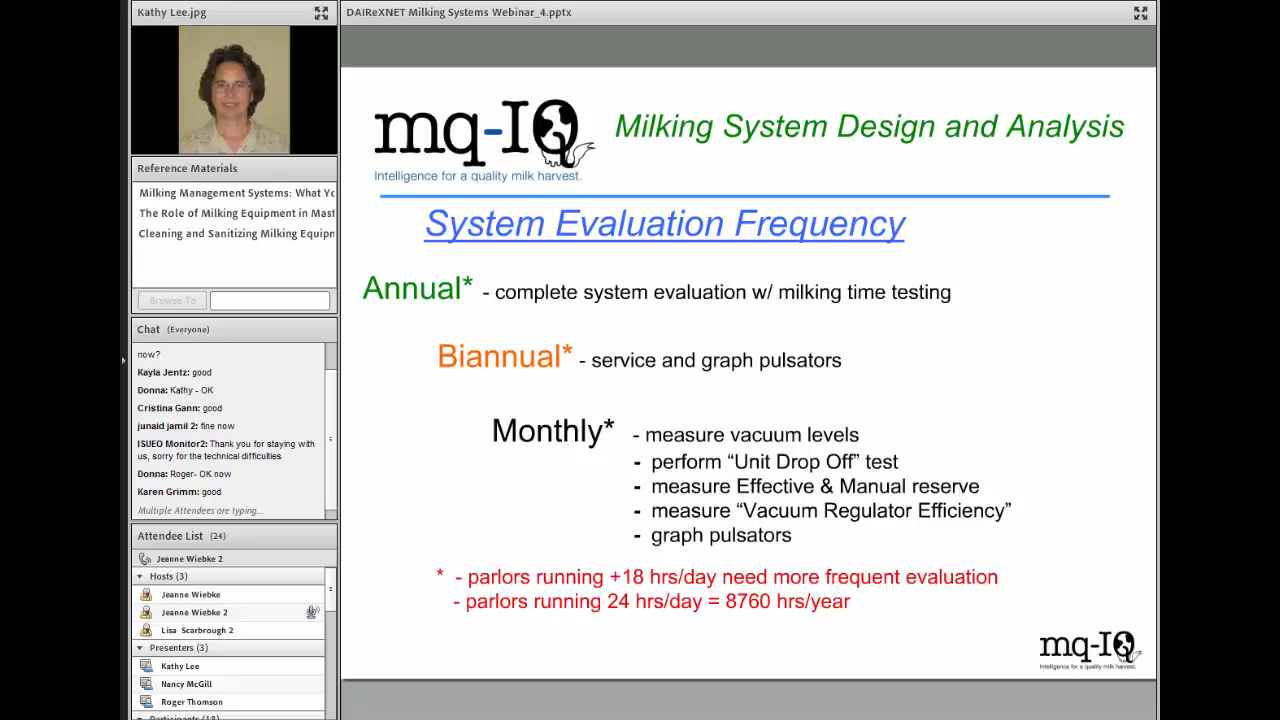 Kathy Lee.jpg
Reference Materials
Milking Management Systems: What Yo
The Role of Milking Equipment in Mast
Cleaning and Sanitizing Milking Equipm
Browse To
Chat (Everyone)
now?
Kayla Jentz: good
Donna: Kathy - OK
Cristina Gann: good
junaid jamil 2: fine now
ISUEO Monitor2: Thank you for staying with
us, sorry for the technical difficulties
Donna: Roger- OK now
Karen Grimm: good
Multiple Attendees are typing...
Attendee List (24)
Jeanne Wiebke 2
Hosts (3)
Jeanne Wiebke
Jeanne Wiebke 2
Lisa Scarbrough 2
Presenters (3)
Kathy Lee
Nancy McGill
Roger Thomson
Participants (18)
DAIReXNET Milking Systems Webinar_4.pptx
mq-IQ
Intelligence for a quality milk harvest.
Milking System Design and Analysis
System Evaluation Frequency
Annual* - complete system evaluation w/ milking time testing
Biannual* - service and graph pulsators
Monthly* - measure vacuum levels
- perform “Unit Drop Off” test
- measure Effective & Manual reserve
- measure “Vacuum Regulator Efficiency”
- graph pulsators
* - parlors running +18 hrs/day need more frequent evaluation
- parlors running 24 hrs/day = 8760 hrs/year
mq-IQ
Intelligence for a quality milk harvest.